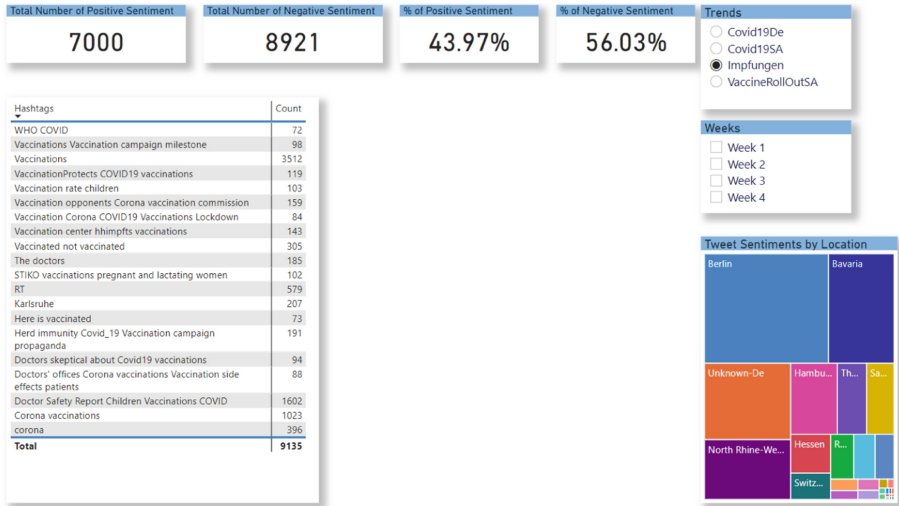 Total Number of Positive Sentiment
7000
Total Number of Negative Sentiment
8921
% of Positive Sentiment
43.97%
% of Negative Sentiment
56.03%
Trends
Covid19De
Covid19SA
Impfungen
VaccineRollOutSA
Weeks
Week 1
Week 2
Week 3
Week 4
Hashtags Count
WHO COVID 72
Vaccinations Vaccination campaign milestone 98
Vaccinations 3512
VaccinationProtects COVID19 vaccinations 119
Vaccination rate children 103
Vaccination opponents Corona vaccination commission 159
Vaccination Corona COVID19 Vaccinations Lockdown 84
Vaccination center hhimpfts vaccinations 143
Vaccinated not vaccinated 305
The doctors 185
STIKO vaccinations pregnant and lactating women 102
RT 579
Karlsruhe 207
Here is vaccinated 73
Herd immunity Covid_19 Vaccination campaign 191
propaganda
Doctors skeptical about Covid19 vaccinations 94
Doctors' offices Corona vaccinations Vaccination side 88
effects patients
Doctor Safety Report Children Vaccinations COVID 1602
Corona vaccinations 1023
corona 396
Total 9135
Tweet Sentiments by Location
Berlin
Bavaria
Unknown-De
Hambu...
Th...
Sa...
North Rhine-We...
Hessen
R...
Switz...